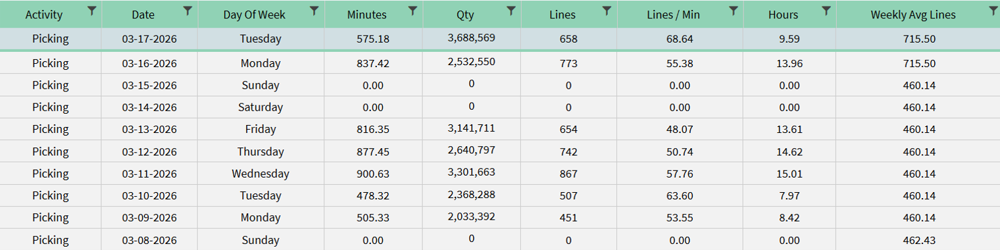 Activity Date Day Of Week Minutes Qty Lines Lines / Min Hours Weekly Avg Lines
Picking 03-17-2026 Tuesday 575.18 3,688,569 658 68.64 9.59 715.50
Picking 03-16-2026 Monday 837.42 2,532,550 773 55.38 13.96 715.50
Picking 03-15-2026 Sunday 0.00 0 0 0.00 0.00 460.14
Picking 03-14-2026 Saturday 0.00 0 0 0.00 0.00 460.14
Picking 03-13-2026 Friday 816.35 3,141,711 654 48.07 13.61 460.14
Picking 03-12-2026 Thursday 877.45 2,640,797 742 50.74 14.62 460.14
Picking 03-11-2026 Wednesday 900.63 3,301,663 867 57.76 15.01 460.14
Picking 03-10-2026 Tuesday 478.32 2,368,288 507 63.60 7.97 460.14
Picking 03-09-2026 Monday 505.33 2,033,392 451 53.55 8.42 460.14
Picking 03-08-2026 Sunday 0.00 0 0 0.00 0.00 462.43